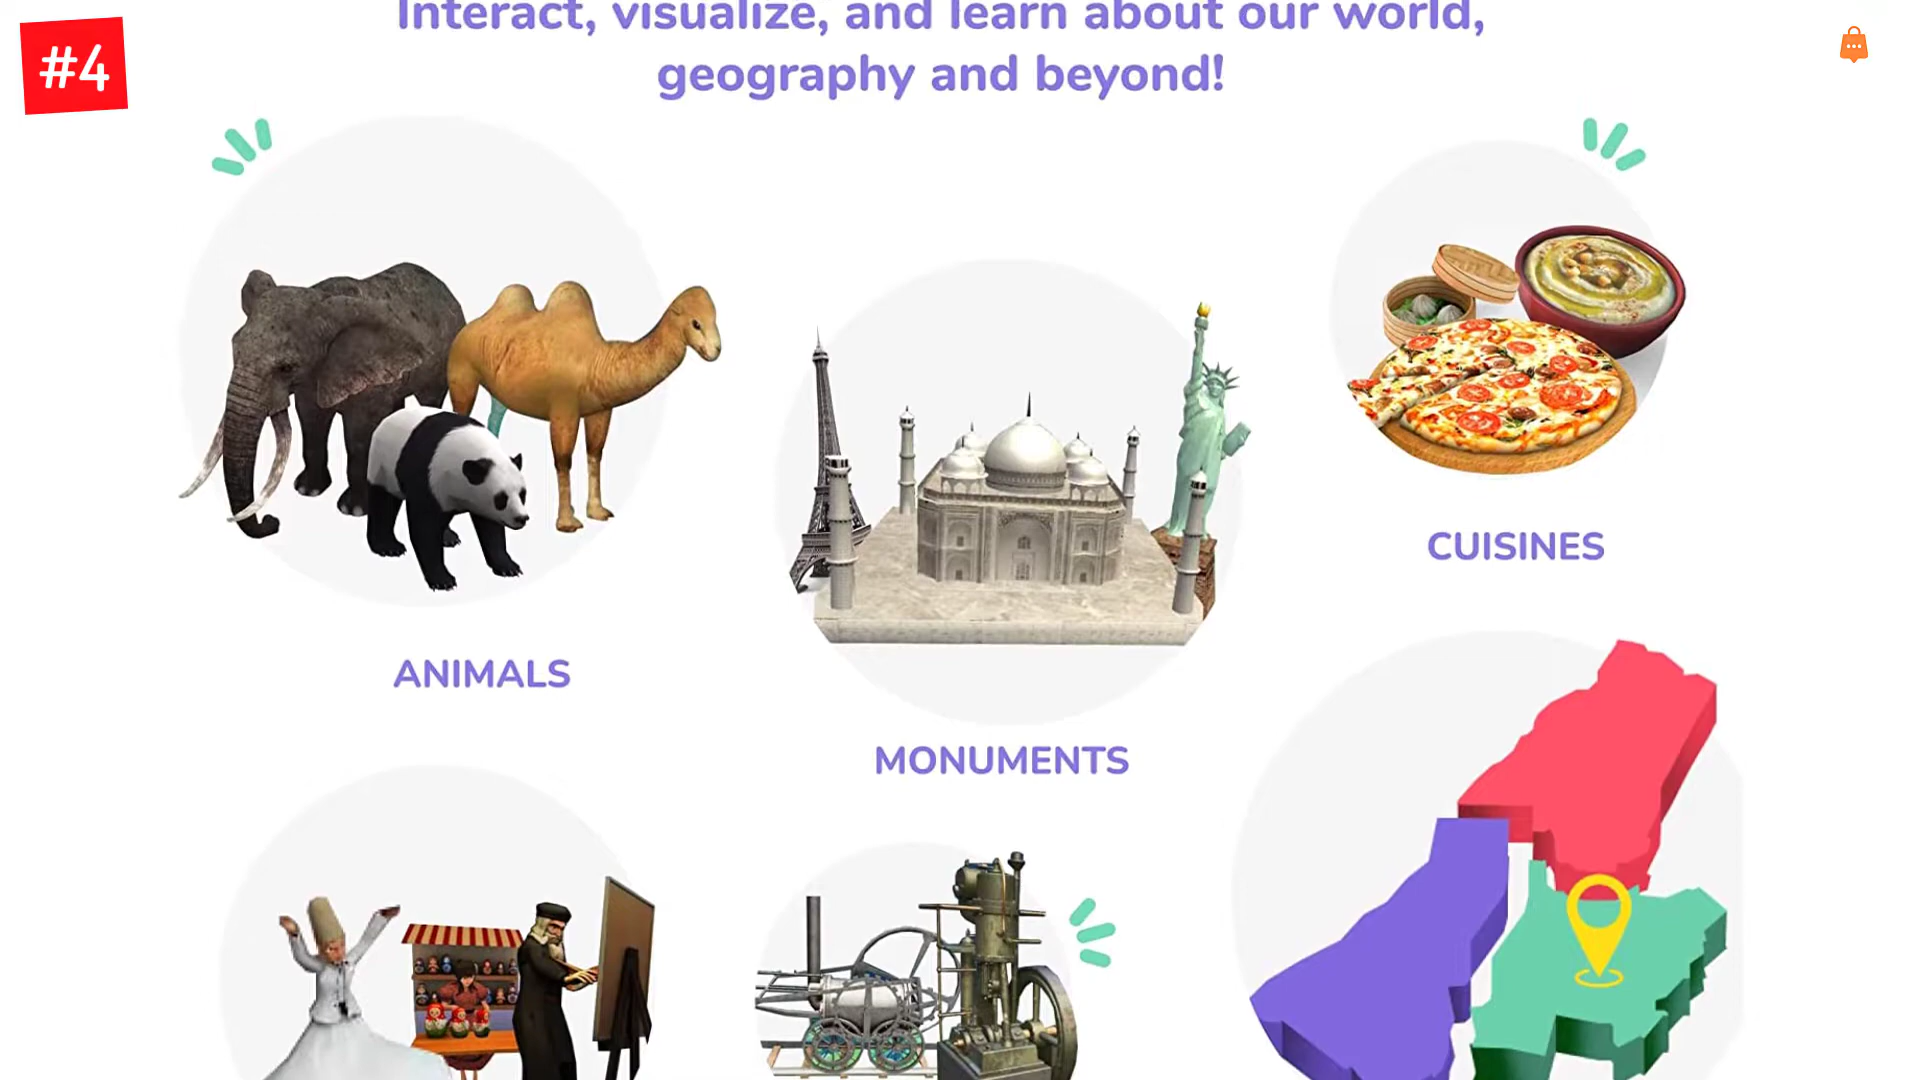 #4
Interact, visualize, and learn about our world,
geography and beyond!
CUISINES
ANIMALS
MONUMENTS